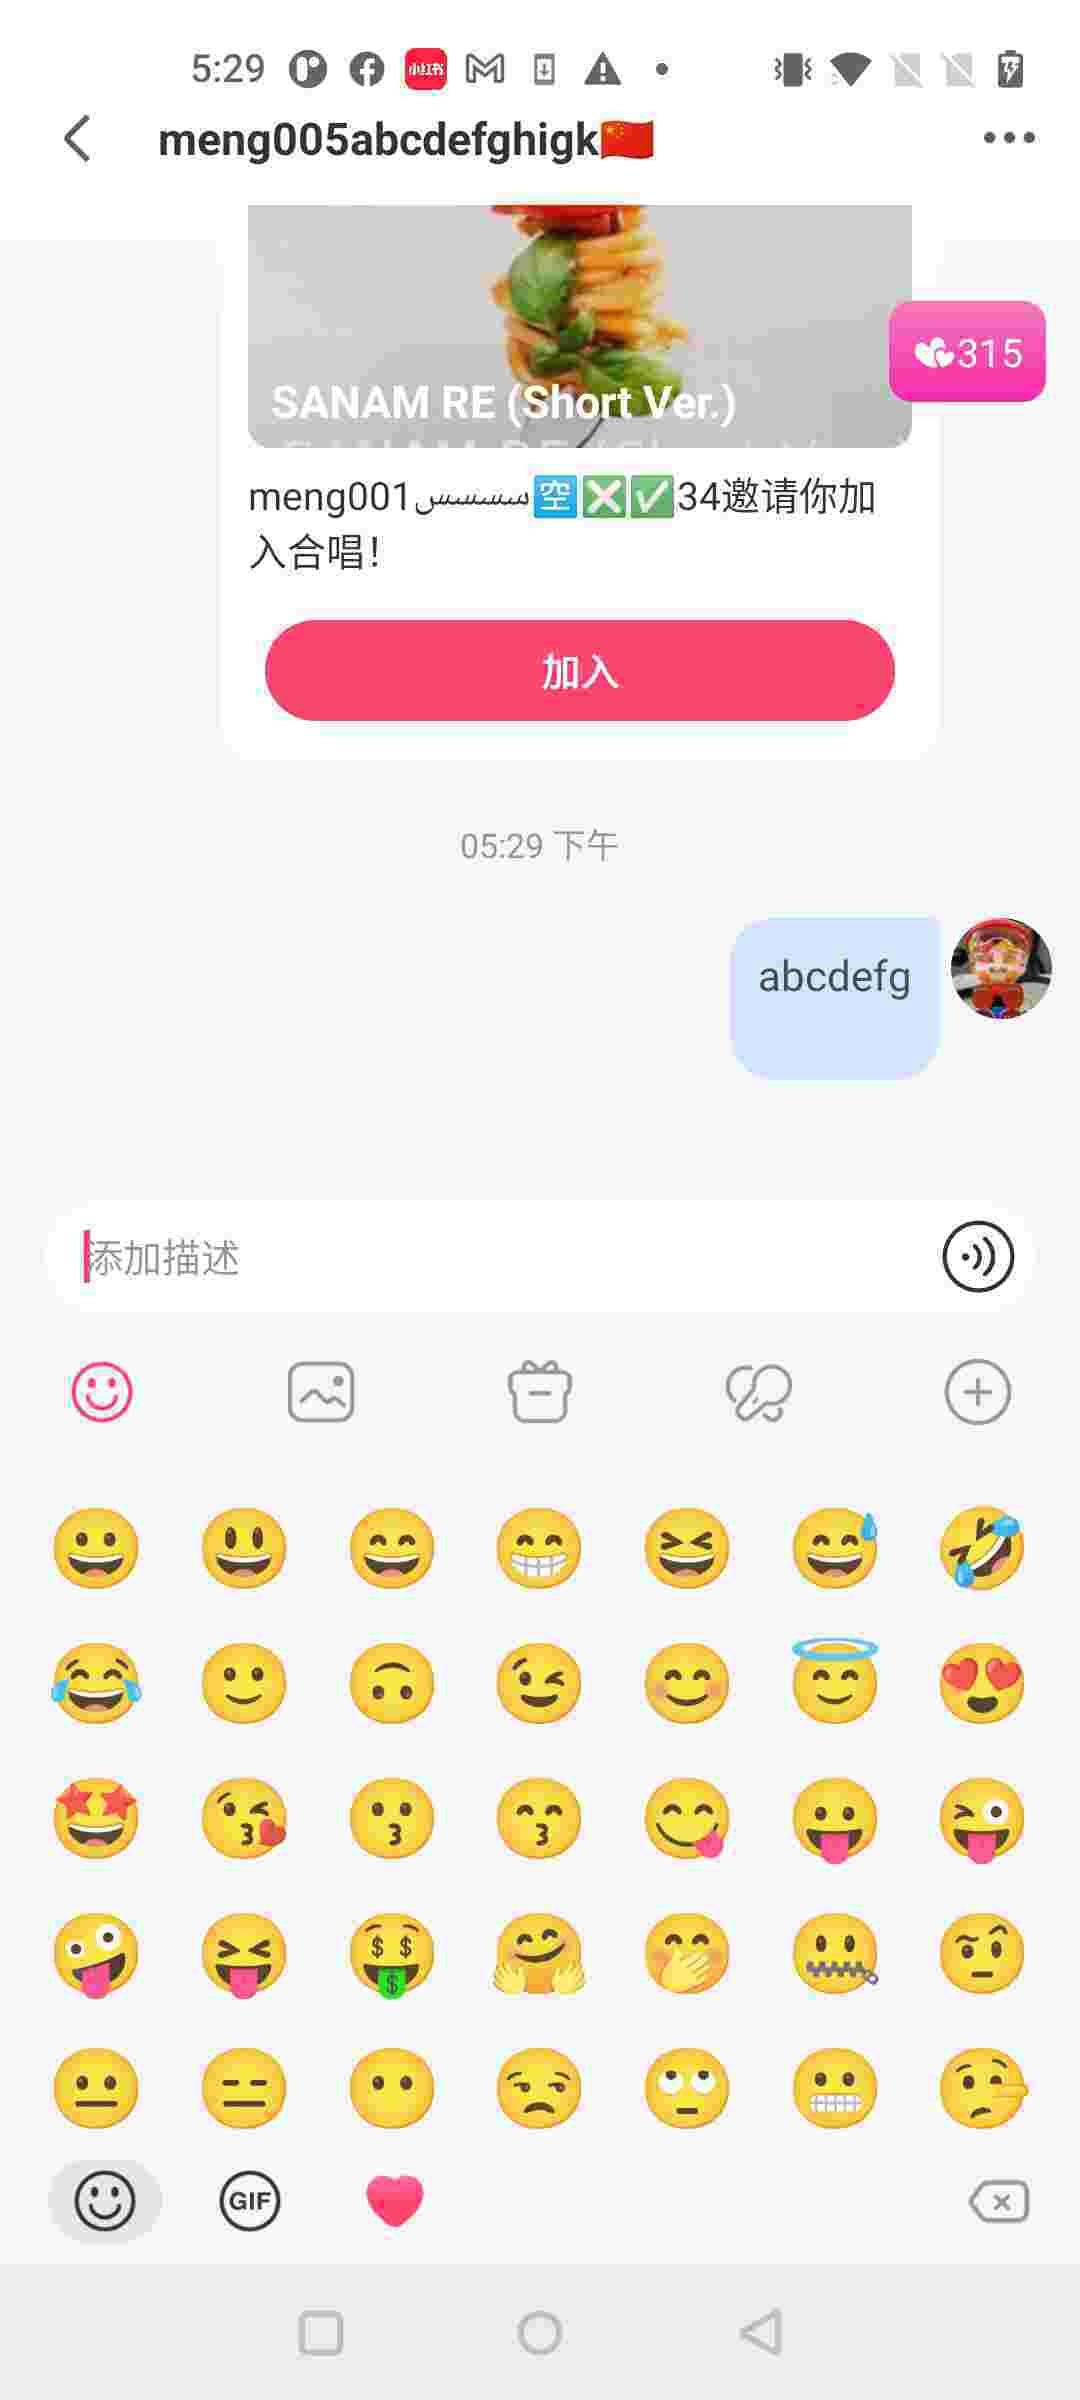 5:29
小红书
meng005abcdefghigk🇨🇳
315
SANAM RE (Short Ver.)
meng001سسسسس🈳❎✅34邀请你加
入合唱！
加入
05:29 下午
abcdefg
添加描述
GIF